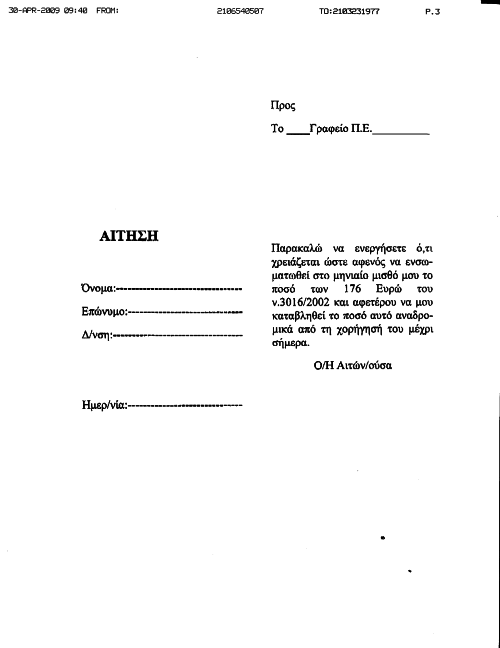 30-APR-2009 09:40 FROM: 2106540507 TO:2103231977 P.3
Προς
Το ____Γραφείο Π.Ε.__________
ΑΙΤΗΣΗ
Όνομα:--------------------------------
Επώνυμο:-----------------------------
Δ/νση:---------------------------------
Ημερ/νία:-----------------------------
Παρακαλώ να ενεργήσετε ό,τι
χρειάζεται ώστε αφενός να ενσω-
ματωθεί στο μηνιαίο μισθό μου το
ποσό των 176 Ευρώ του
ν.3016/2002 και αφετέρου να μου
καταβληθεί το ποσό αυτό αναδρο-
μικά από τη χορήγησή του μέχρι
σήμερα.
Ο/Η Αιτών/ούσα